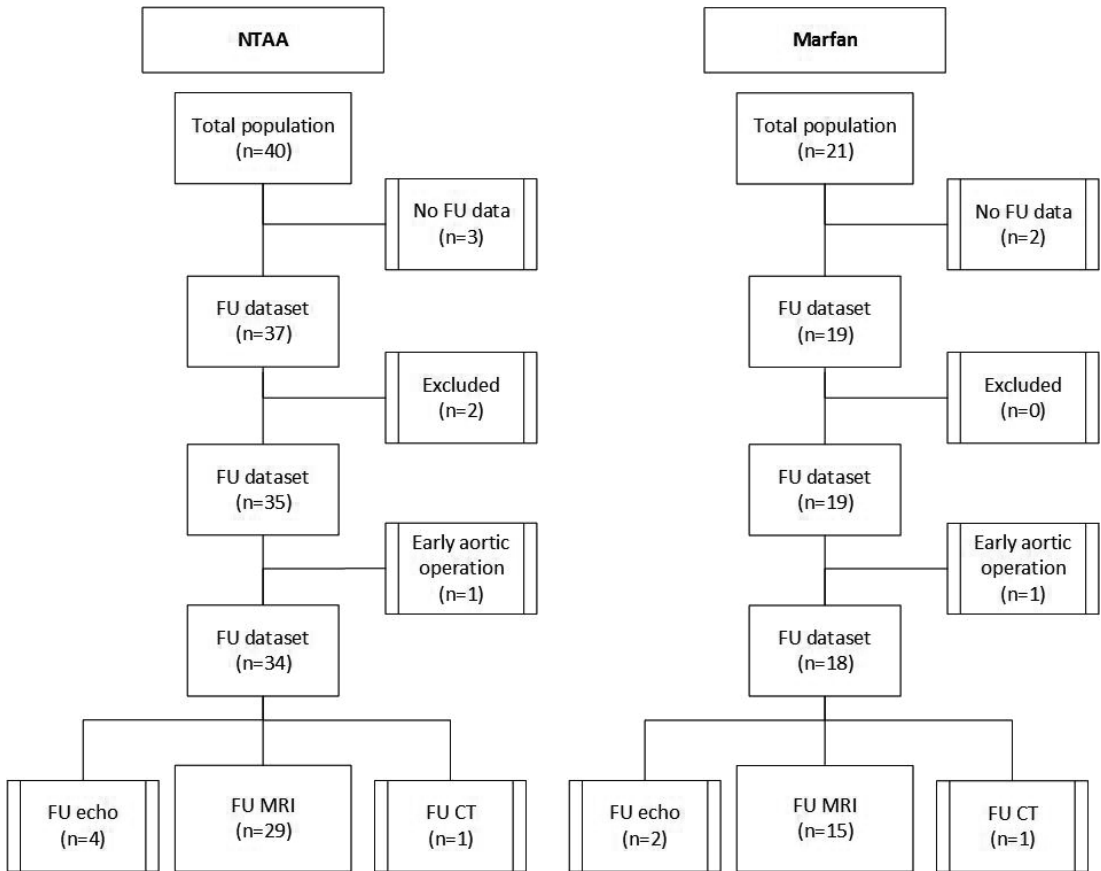 NTAA
Total population
(n=40)
No FU data
(n=3)
FU dataset
(n=37)
Excluded
(n=2)
FU dataset
(n=35)
Early aortic
operation
(n=1)
FU dataset
(n=34)
FU echo
(n=4)
FU MRI
(n=29)
FU CT
(n=1)
Marfan
Total population
(n=21)
No FU data
(n=2)
FU dataset
(n=19)
Excluded
(n=0)
FU dataset
(n=19)
Early aortic
operation
(n=1)
FU dataset
(n=18)
FU echo
(n=2)
FU MRI
(n=15)
FU CT
(n=1)